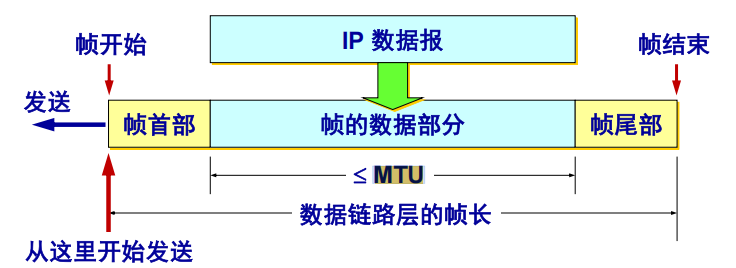 IP 数据报
帧开始
帧结束
发送
帧首部
帧的数据部分
帧尾部
≤ MTU
数据链路层的帧长
从这里开始发送